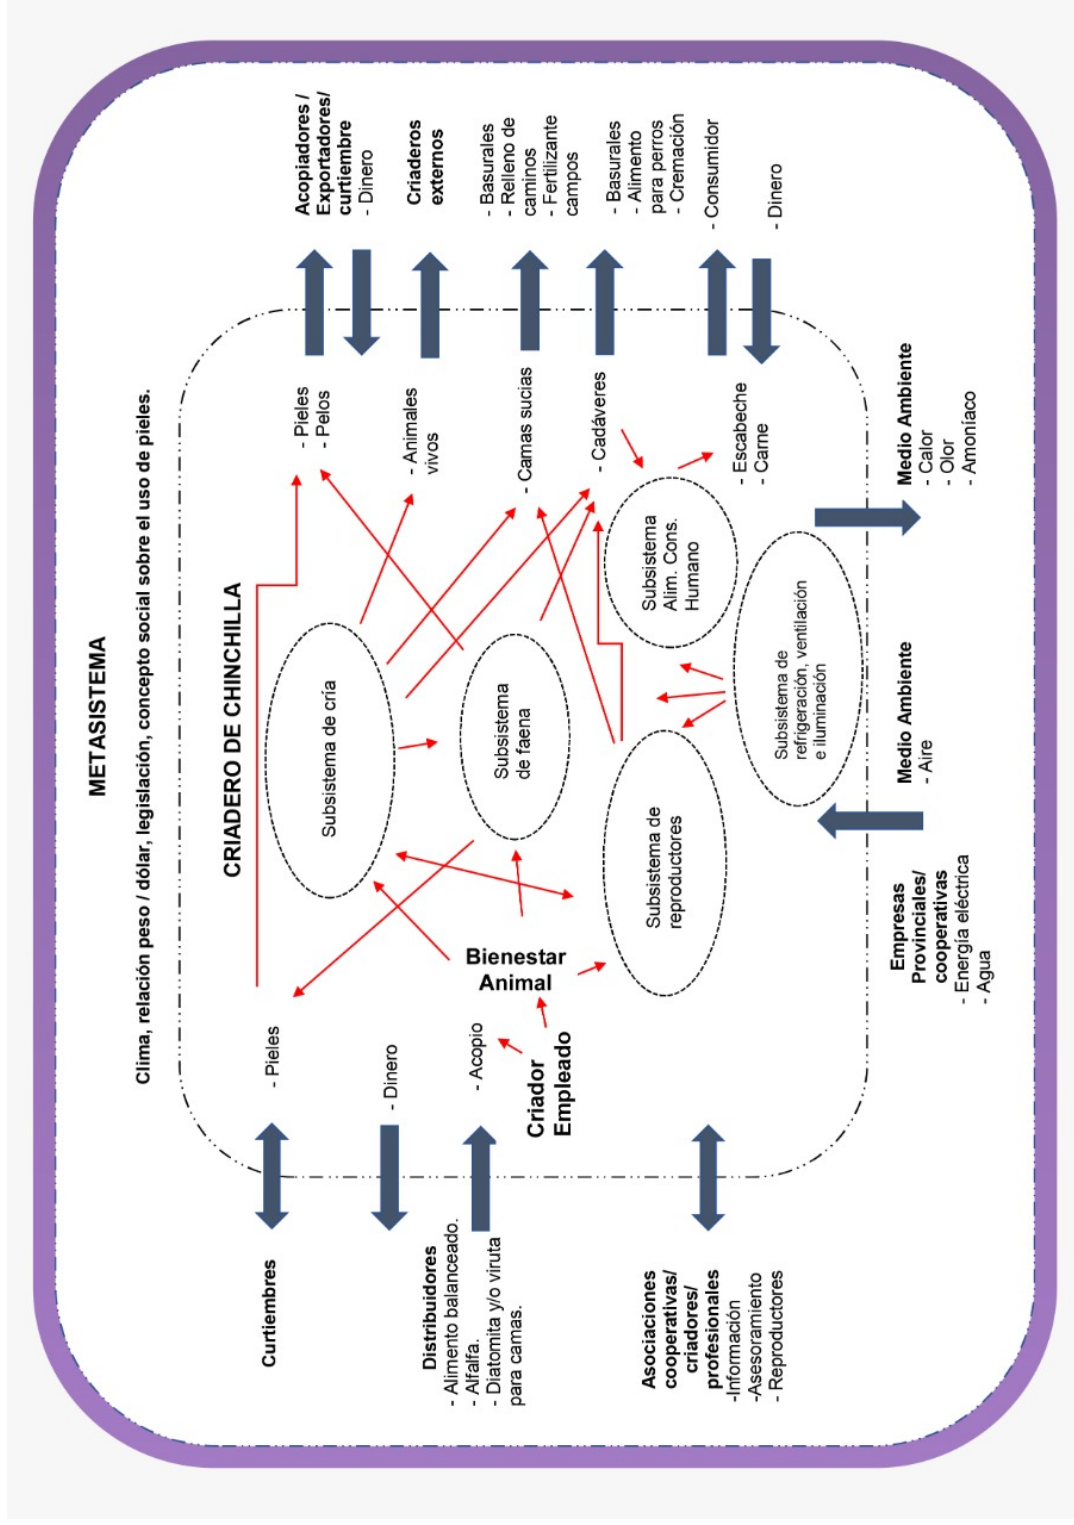 METASISTEMA
Clima, relación peso / dólar, legislación, concepto social sobre el uso de pieles.
CRIADERO DE CHINCHILLA
Curtiembres
- Pieles
- Dinero
Distribuidores
- Alimento balanceado.
- Alfalfa.
- Diatomita y/o viruta
para camas.
- Acopio
Criador
Empleado
Bienestar
Animal
Asociaciones
cooperativas/
criadores/
profesionales
-Información
-Asesoramiento
- Reproductores
Subsistema de cría
Subsistema
de faena
Subsistema de
reproductores
Subsistema
Alim. Cons.
Humano
Subsistema de
refrigeración, ventilación
e iluminación
- Pieles
- Pelos
- Animales
vivos
- Camas sucias
- Cadáveres
- Escabeche
- Carne
Acopiadores /
Exportadores/
curtiembre
- Dinero
Criaderos
externos
- Basurales
- Relleno de
caminos
- Fertilizante
campos
- Basurales
- Alimento
para perros
- Cremación
- Consumidor
- Dinero
Empresas
Provinciales/
cooperativas
- Energía eléctrica
- Agua
Medio Ambiente
- Aire
Medio Ambiente
- Calor
- Olor
- Amoníaco